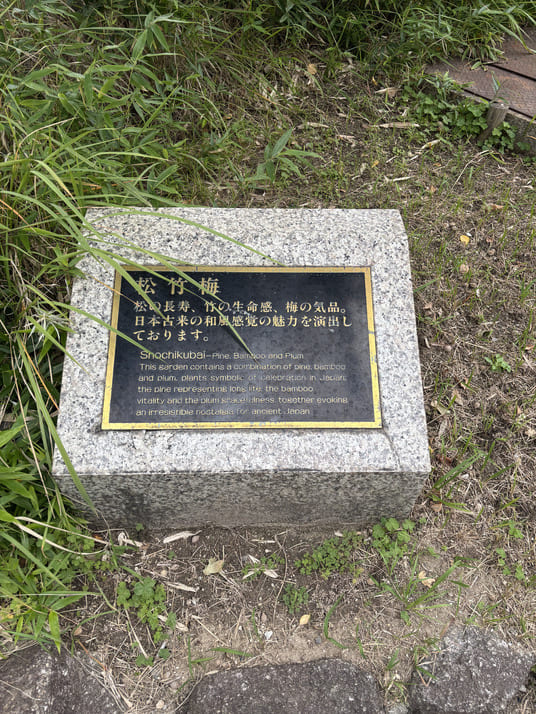 松竹梅
松の長寿、竹の生命感、梅の気品。
日本古来の和風感覚の魅力を演出し
ております。
Shochikubai–Pine, Bamboo and Plum
This garden contains a combination of pine, bamboo
and plum, plants symbolic of celebration in Japan;
the pine representing long life, the bamboo
vitality and the plum gracefulness, together evoking
an irresistible nostalgia for ancient Japan